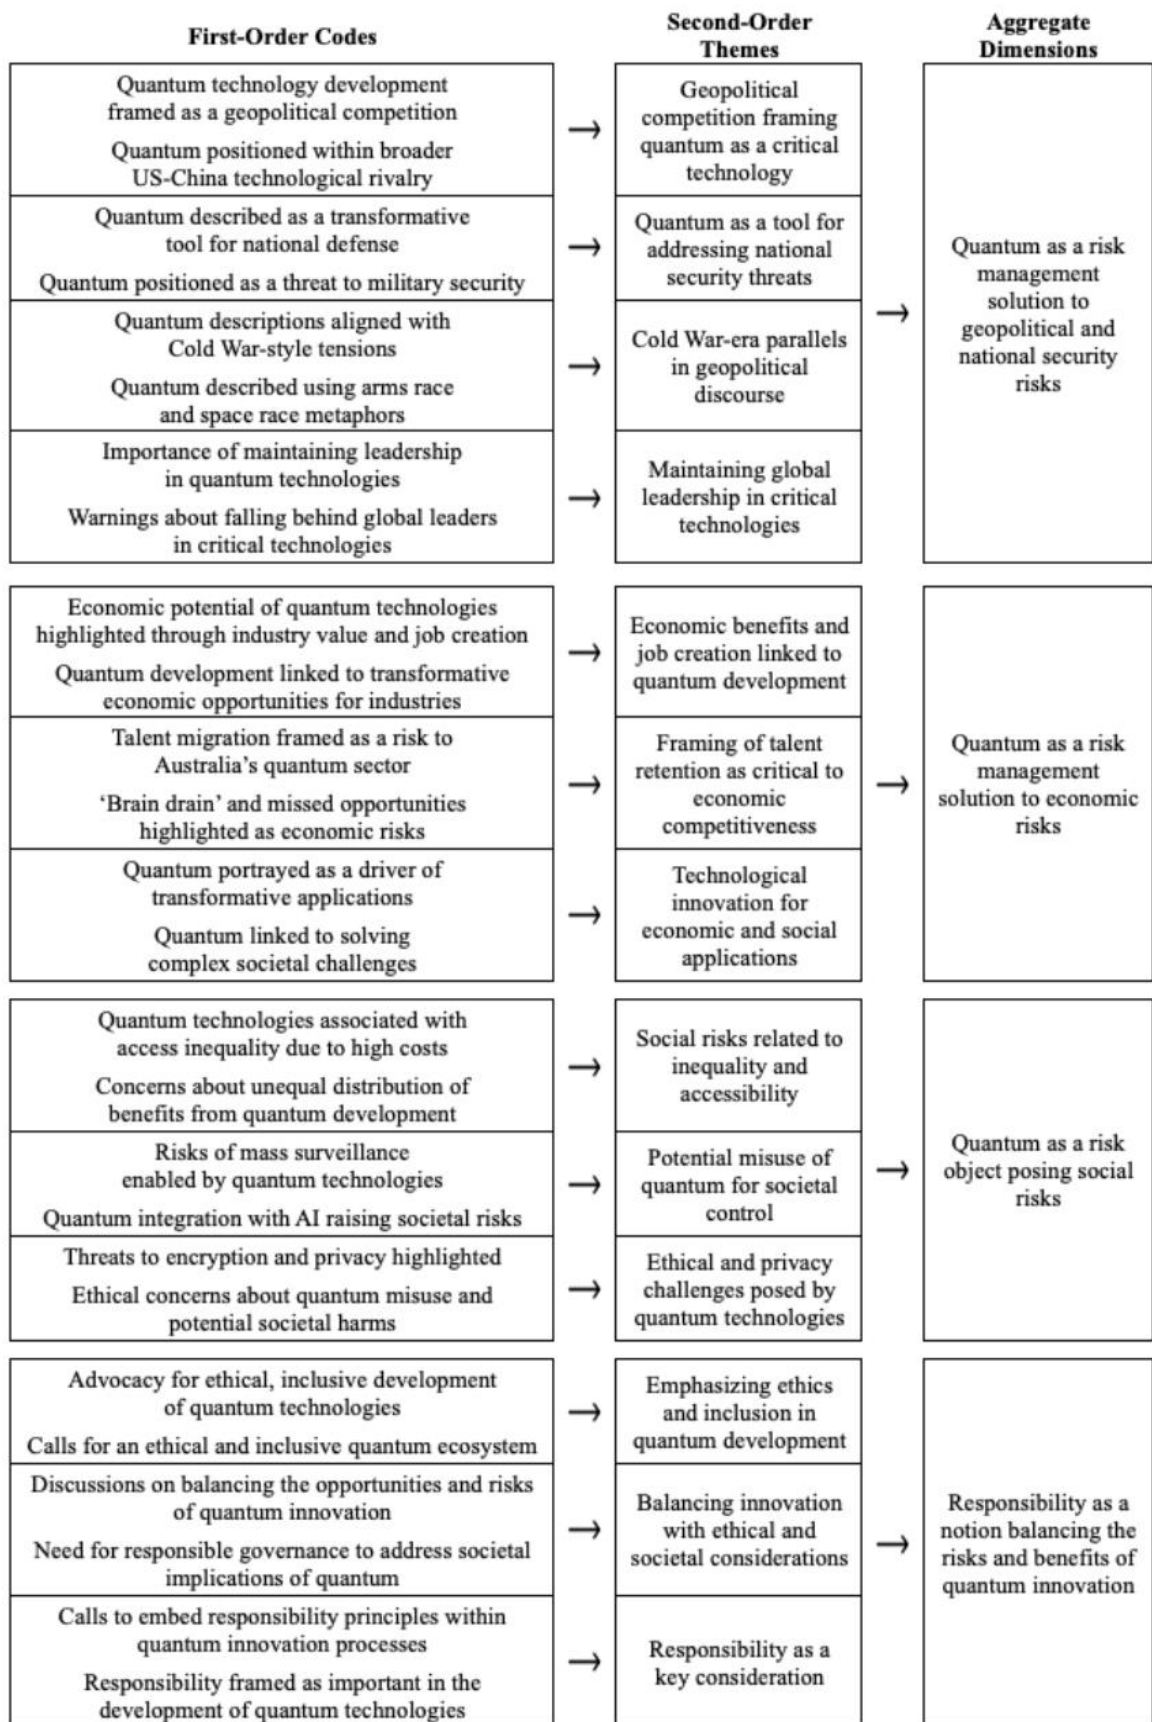 First-Order Codes
Second-Order
Themes
Aggregate
Dimensions
Quantum technology development
framed as a geopolitical competition
Quantum positioned within broader
US-China technological rivalry
→
Geopolitical
competition framing
quantum as a critical
technology
Quantum described as a transformative
tool for national defense
Quantum positioned as a threat to military security
→
Quantum as a tool for
addressing national
security threats
Quantum descriptions aligned with
Cold War-style tensions
Quantum described using arms race
and space race metaphors
→
Cold War-era parallels
in geopolitical
discourse
Importance of maintaining leadership
in quantum technologies
Warnings about falling behind global leaders
in critical technologies
→
Maintaining global
leadership in critical
technologies
→
Quantum as a risk
management
solution to
geopolitical and
national security
risks
Economic potential of quantum technologies
highlighted through industry value and job creation
Quantum development linked to transformative
economic opportunities for industries
→
Economic benefits and
job creation linked to
quantum development
Talent migration framed as a risk to
Australia's quantum sector
‘Brain drain’ and missed opportunities
highlighted as economic risks
→
Framing of talent
retention as critical to
economic
competitiveness
Quantum portrayed as a driver of
transformative applications
Quantum linked to solving
complex societal challenges
→
Technological
innovation for
economic and social
applications
→
Quantum as a risk
management
solution to economic
risks
Quantum technologies associated with
access inequality due to high costs
Concerns about unequal distribution of
benefits from quantum development
→
Social risks related to
inequality and
accessibility
Risks of mass surveillance
enabled by quantum technologies
Quantum integration with AI raising societal risks
→
Potential misuse of
quantum for societal
control
Threats to encryption and privacy highlighted
Ethical concerns about quantum misuse and
potential societal harms
→
Ethical and privacy
challenges posed by
quantum technologies
→
Quantum as a risk
object posing social
risks
Advocacy for ethical, inclusive development
of quantum technologies
Calls for an ethical and inclusive quantum ecosystem
→
Emphasizing ethics
and inclusion in
quantum development
Discussions on balancing the opportunities and risks
of quantum innovation
Need for responsible governance to address societal
implications of quantum
→
Balancing innovation
with ethical and
societal considerations
Calls to embed responsibility principles within
quantum innovation processes
Responsibility framed as important in the
development of quantum technologies
→
Responsibility as a
key consideration
→
Responsibility as a
notion balancing the
risks and benefits of
quantum innovation